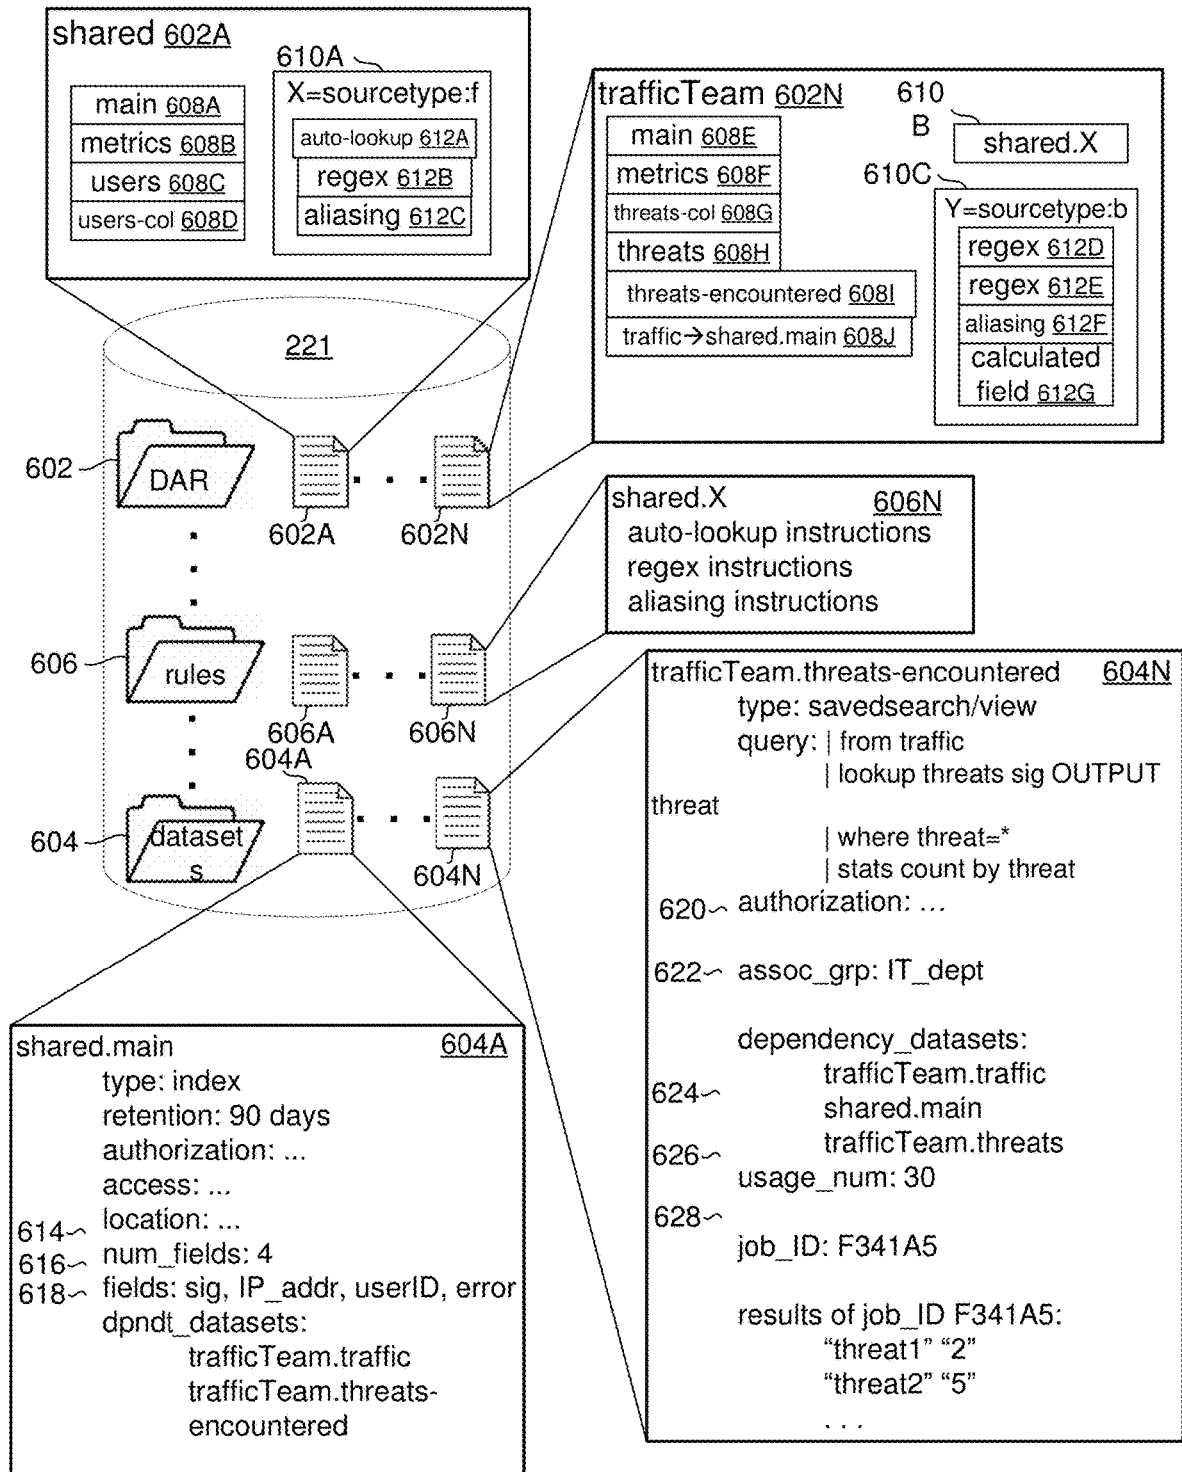 shared 602A
610A
X=sourcetype:f
main 608A
metrics 608B
users 608C
users-col 608D
auto-lookup 612A
regex 612B
aliasing 612C
trafficTeam 602N
610
B
main 608E
metrics 608F
threats-col 608G
threats 608H
threats-encountered 608I
traffic→shared.main 608J
shared.X
610C
Y=sourcetype:b
regex 612D
regex 612E
aliasing 612F
calculated
field 612G
221
602
DAR
602A
602N
shared.X 606N
auto-lookup instructions
regex instructions
aliasing instructions
606
rules
606A
606N
604A
604
dataset
s
604N
trafficTeam.threats-encountered 604N
type: savedsearch/view
query: | from traffic
| lookup threats sig OUTPUT
threat
| where threat=*
| stats count by threat
620 authorization: ...
622 assoc_grp: IT_dept
dependency_datasets:
trafficTeam.traffic
624
shared.main
trafficTeam.threats
626
usage_num: 30
628
job_ID: F341A5
results of job_ID F341A5:
“threat1” “2”
“threat2” “5”
. . .
shared.main 604A
type: index
retention: 90 days
authorization: ...
access: ...
location: ...
614
num_fields: 4
616
618 fields: sig, IP_addr, userID, error
dpndt_datasets:
trafficTeam.traffic
trafficTeam.threats-
encountered